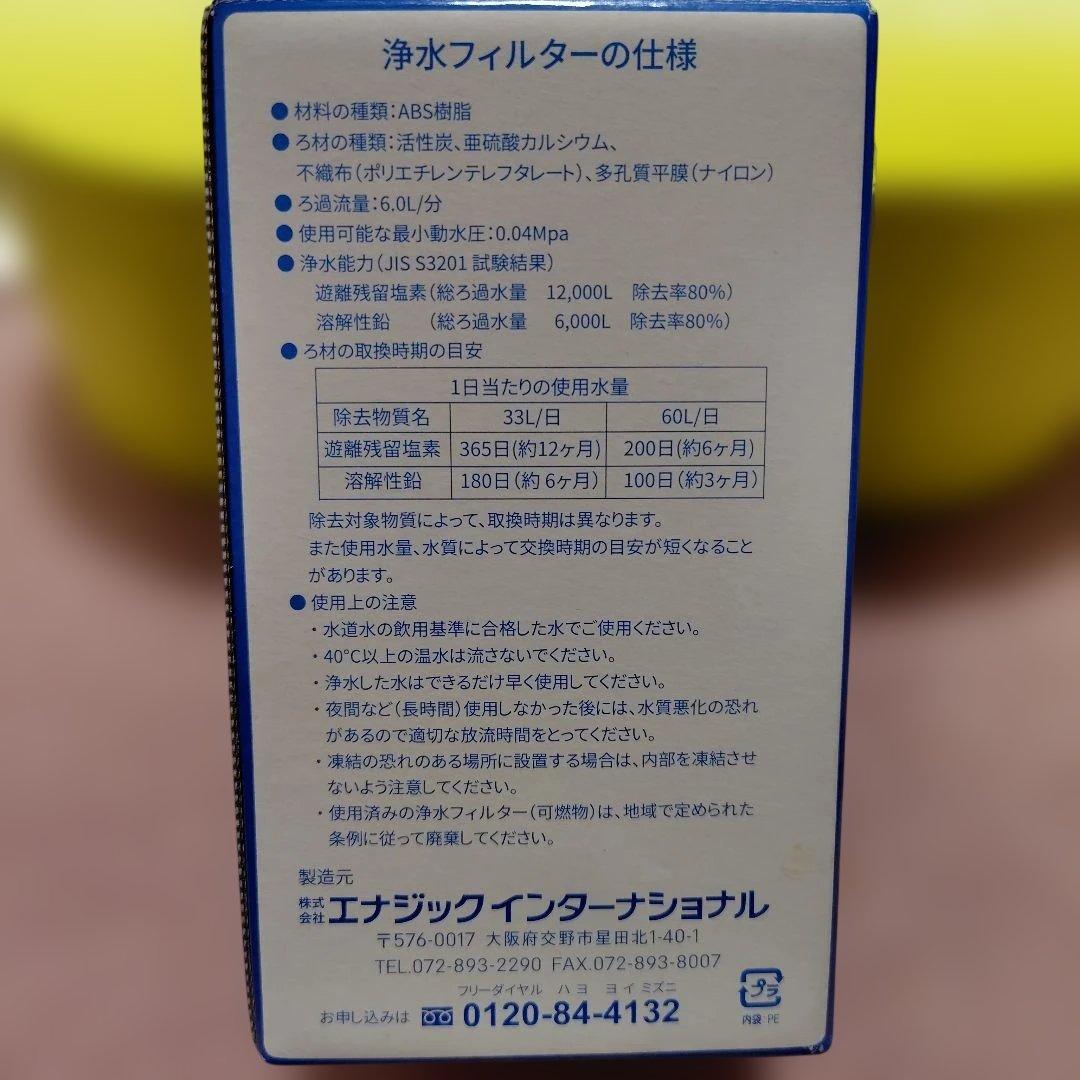 浄水フィルターの仕様
●材料の種類:ABS樹脂
●ろ材の種類:活性炭、亜硫酸カルシウム、
不織布(ポリエチレンテレフタレート)、多孔質平膜(ナイロン)
●ろ過流量:6.0L/分
●使用可能な最小動水圧:0.04Mpa
●浄水能力(JIS S3201 試験結果)
遊離残留塩素(総ろ過水量 12,000L 除去率80%)
溶解性鉛 (総ろ過水量 6,000L 除去率80%)
●ろ材の取換時期の目安
1日当たりの使用水量
除去物質名 33L/日 60L/日
遊離残留塩素 365日(約12ヶ月) 200日(約6ヶ月)
溶解性鉛 180日(約 6ヶ月) 100日(約3ヶ月)
除去対象物質によって、取換時期は異なります。
また使用水量、水質によって交換時期の目安が短くなること
があります。
●使用上の注意
・水道水の飲用基準に合格した水でご使用ください。
・40℃以上の温水は流さないでください。
・浄水した水はできるだけ早く使用してください。
・夜間など(長時間)使用しなかった後には、水質悪化の恐れ
があるので適切な放流時間をとってください。
・凍結の恐れのある場所に設置する場合は、内部を凍結させ
ないよう注意してください。
・使用済みの浄水フィルター(可燃物)は、地域で定められた
条例に従って廃棄してください。
製造元
株式会社エナジックインターナショナル
〒576-0017 大阪府交野市星田北1-40-1
TEL.072-893-2290 FAX.072-893-8007
フリーダイヤル ハヨ ヨイ ミズニ
お申し込みは 0120-84-4132
プラ
内袋:PE